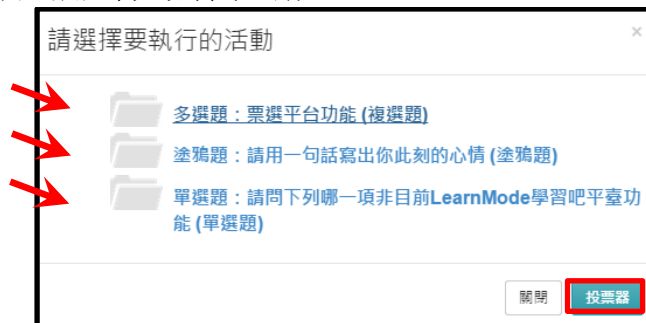 請選擇要執行的活動
×
多選題：票選平台功能 (複選題)
塗鴉題：請用一句話寫出你此刻的心情 (塗鴉題)
單選題：請問下列哪一項非目前LearnMode學習吧平臺功
能 (單選題)
關閉 投票器